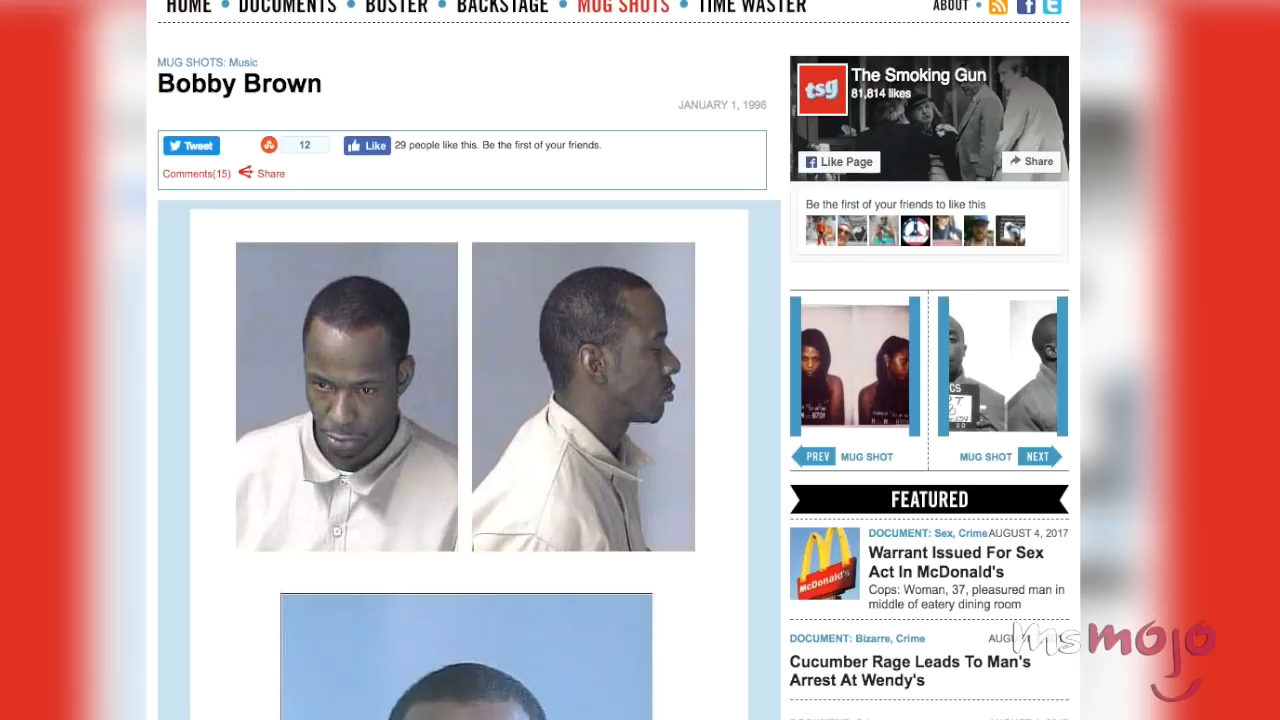 HOME • DOCUMENTS • BUSTER • BACKSTAGE • MUG SHOTS • TIME WASTER
ABOUT •
MUG SHOTS: Music
Bobby Brown
JANUARY 1, 1996
Tweet
12
Like
29 people like this. Be the first of your friends.
Comments(15)
Share
tsg
The Smoking Gun
81,814 likes
Like Page
Share
Be the first of your friends to like this
PREV MUG SHOT
MUG SHOT NEXT
FEATURED
DOCUMENT: Sex, Crime
AUGUST 4, 2017
McDonald's
Warrant Issued For Sex
Act In McDonald's
Cops: Woman, 37, pleasured man in
middle of eatery dining room
DOCUMENT: Bizarre, Crime
Cucumber Rage Leads To Man's
Arrest At Wendy's
msmojo